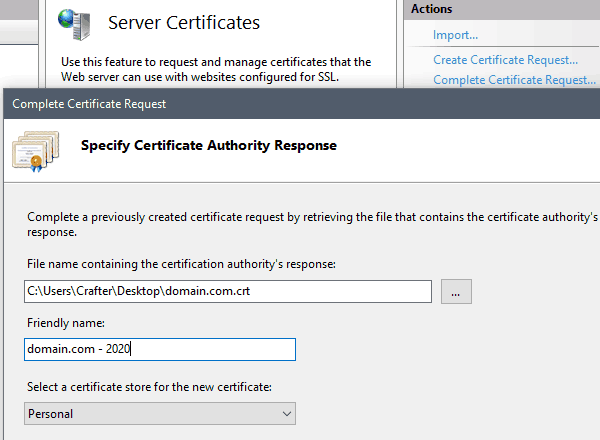 Server Certificates
Use this feature to request and manage certificates that the
Web server can use with websites configured for SSL.
Actions
Import...
Create Certificate Request...
Complete Certificate Request...
Complete Certificate Request
Specify Certificate Authority Response
Complete a previously created certificate request by retrieving the file that contains the certificate authority's
response.
File name containing the certification authority's response:
C:\Users\Crafter\Desktop\domain.com.crt
...
Friendly name:
domain.com - 2020
Select a certificate store for the new certificate:
Personal